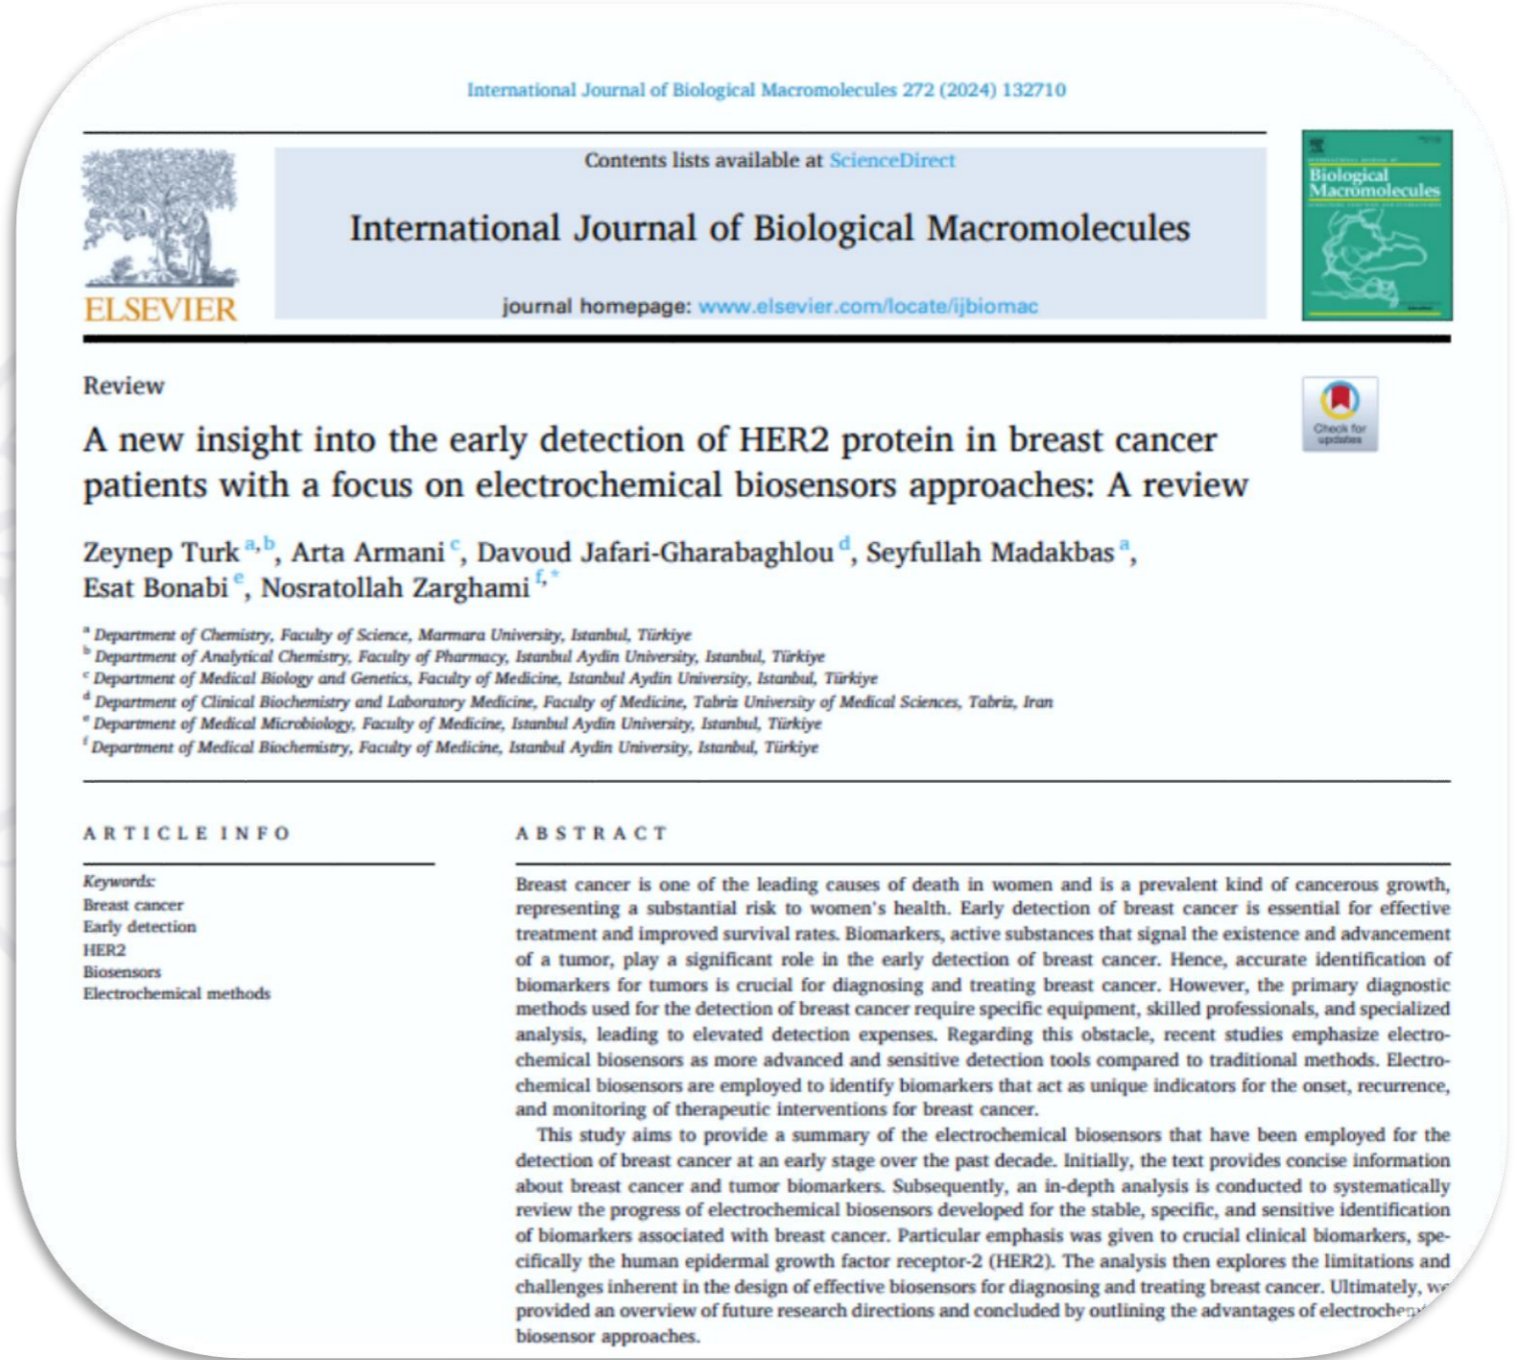 International Journal of Biological Macromolecules 272 (2024) 132710
Contents lists available at ScienceDirect
International Journal of Biological Macromolecules
journal homepage: www.elsevier.com/locate/ijbiomac
ELSEVIER
Biological
Macromolecules
Review
Check for
updates
A new insight into the early detection of HER2 protein in breast cancer
patients with a focus on electrochemical biosensors approaches: A review
Zeynep Turk a,b, Arta Armani c, Davoud Jafari-Gharabaghlou d, Seyfullah Madakbas a,
Esat Bonabi e, Nosratollah Zarghami f,*
a Department of Chemistry, Faculty of Science, Marmara University, Istanbul, Türkiye
b Department of Analytical Chemistry, Faculty of Pharmacy, Istanbul Aydin University, Istanbul, Türkiye
c Department of Medical Biology and Genetics, Faculty of Medicine, Istanbul Aydin University, Istanbul, Türkiye
d Department of Clinical Biochemistry and Laboratory Medicine, Faculty of Medicine, Tabriz University of Medical Sciences, Tabriz, Iran
e Department of Medical Microbiology, Faculty of Medicine, Istanbul Aydin University, Istanbul, Türkiye
f Department of Medical Biochemistry, Faculty of Medicine, Istanbul Aydin University, Istanbul, Türkiye
ARTICLE INFO
Keywords:
Breast cancer
Early detection
HER2
Biosensors
Electrochemical methods
ABSTRACT
Breast cancer is one of the leading causes of death in women and is a prevalent kind of cancerous growth,
representing a substantial risk to women's health. Early detection of breast cancer is essential for effective
treatment and improved survival rates. Biomarkers, active substances that signal the existence and advancement
of a tumor, play a significant role in the early detection of breast cancer. Hence, accurate identification of
biomarkers for tumors is crucial for diagnosing and treating breast cancer. However, the primary diagnostic
methods used for the detection of breast cancer require specific equipment, skilled professionals, and specialized
analysis, leading to elevated detection expenses. Regarding this obstacle, recent studies emphasize electro-
chemical biosensors as more advanced and sensitive detection tools compared to traditional methods. Electro-
chemical biosensors are employed to identify biomarkers that act as unique indicators for the onset, recurrence,
and monitoring of therapeutic interventions for breast cancer.
This study aims to provide a summary of the electrochemical biosensors that have been employed for the
detection of breast cancer at an early stage over the past decade. Initially, the text provides concise information
about breast cancer and tumor biomarkers. Subsequently, an in-depth analysis is conducted to systematically
review the progress of electrochemical biosensors developed for the stable, specific, and sensitive identification
of biomarkers associated with breast cancer. Particular emphasis was given to crucial clinical biomarkers, spe-
cifically the human epidermal growth factor receptor-2 (HER2). The analysis then explores the limitations and
challenges inherent in the design of effective biosensors for diagnosing and treating breast cancer. Ultimately, we
provided an overview of future research directions and concluded by outlining the advantages of
biosensor approaches.